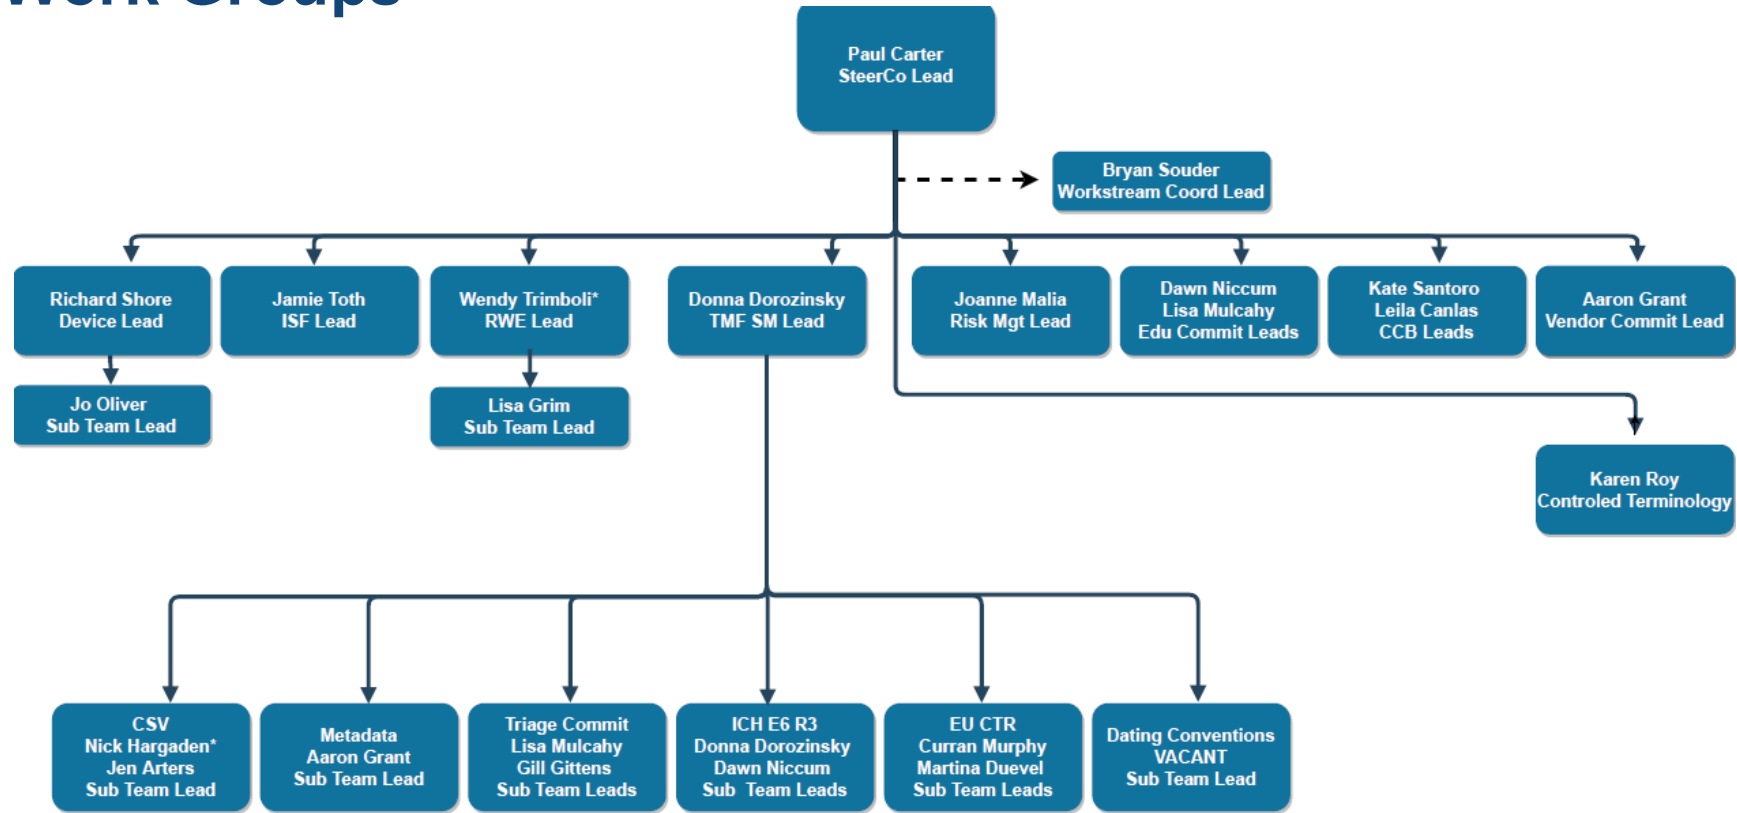 Work Groups
Paul Carter
SteerCo Lead
Bryan Souder
Workstream Coord Lead
Richard Shore
Device Lead
Jamie Toth
ISF Lead
Wendy Trimboli*
RWE Lead
Donna Dorozinsky
TMF SM Lead
Joanne Malia
Risk Mgt Lead
Dawn Niccum
Lisa Mulcahy
Edu Commit Leads
Kate Santoro
Leila Canlas
CCB Leads
Aaron Grant
Vendor Commit Lead
Jo Oliver
Sub Team Lead
Lisa Grim
Sub Team Lead
Karen Roy
Controled Terminology
CSV
Nick Hargaden*
Jen Arters
Sub Team Lead
Metadata
Aaron Grant
Sub Team Lead
Triage Commit
Lisa Mulcahy
Gill Gittens
Sub Team Leads
ICH E6 R3
Donna Dorozinsky
Dawn Niccum
Sub Team Leads
EU CTR
Curran Murphy
Martina Duevel
Sub Team Leads
Dating Conventions
VACANT
Sub Team Lead